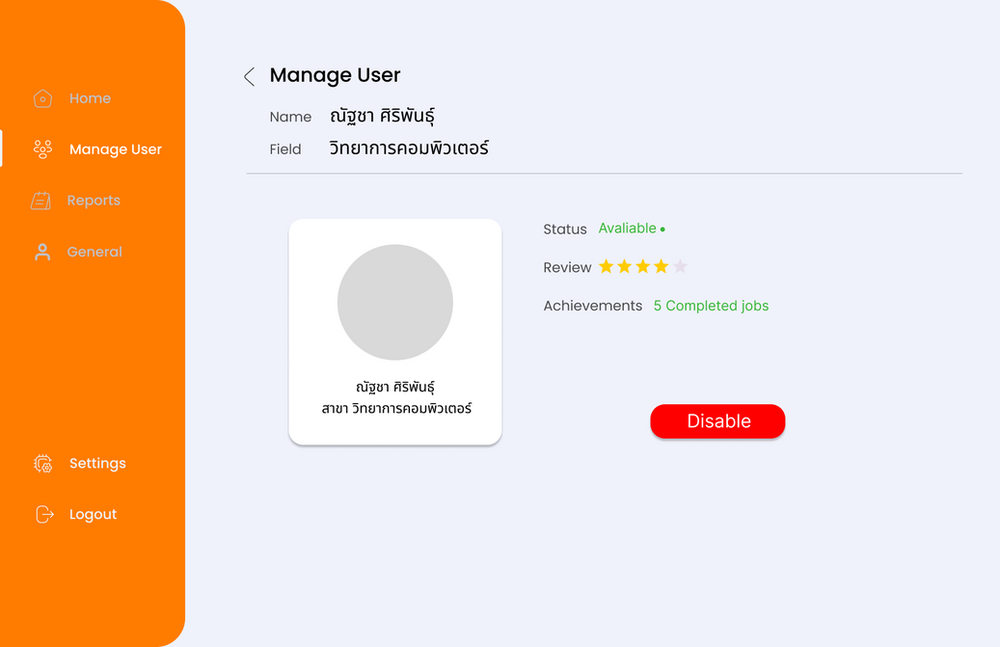 Home
Manage User
Reports
General
Settings
Logout
Manage User
Name ณัฐชา ศิริพันธุ์
Field วิทยาการคอมพิวเตอร์
ณัฐชา ศิริพันธุ์
สาขา วิทยาการคอมพิวเตอร์
Status Avaliable
Review
Achievements 5 Completed jobs
Disable